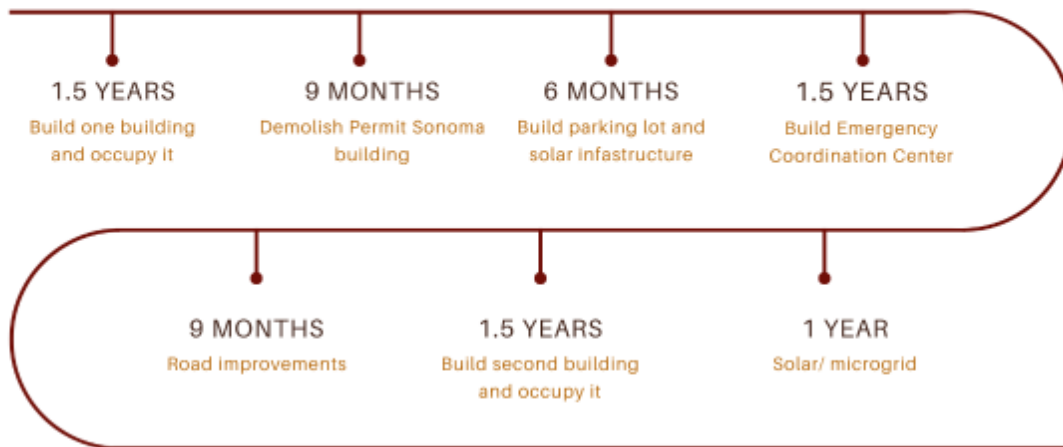 1.5 YEARS
Build one building
and occupy it
9 MONTHS
Demolish Permit Sonoma
building
6 MONTHS
Build parking lot and
solar infastructure
1.5 YEARS
Build Emergency
Coordination Center
9 MONTHS
Road improvements
1.5 YEARS
Build second building
and occupy it
1 YEAR
Solar/ microgrid